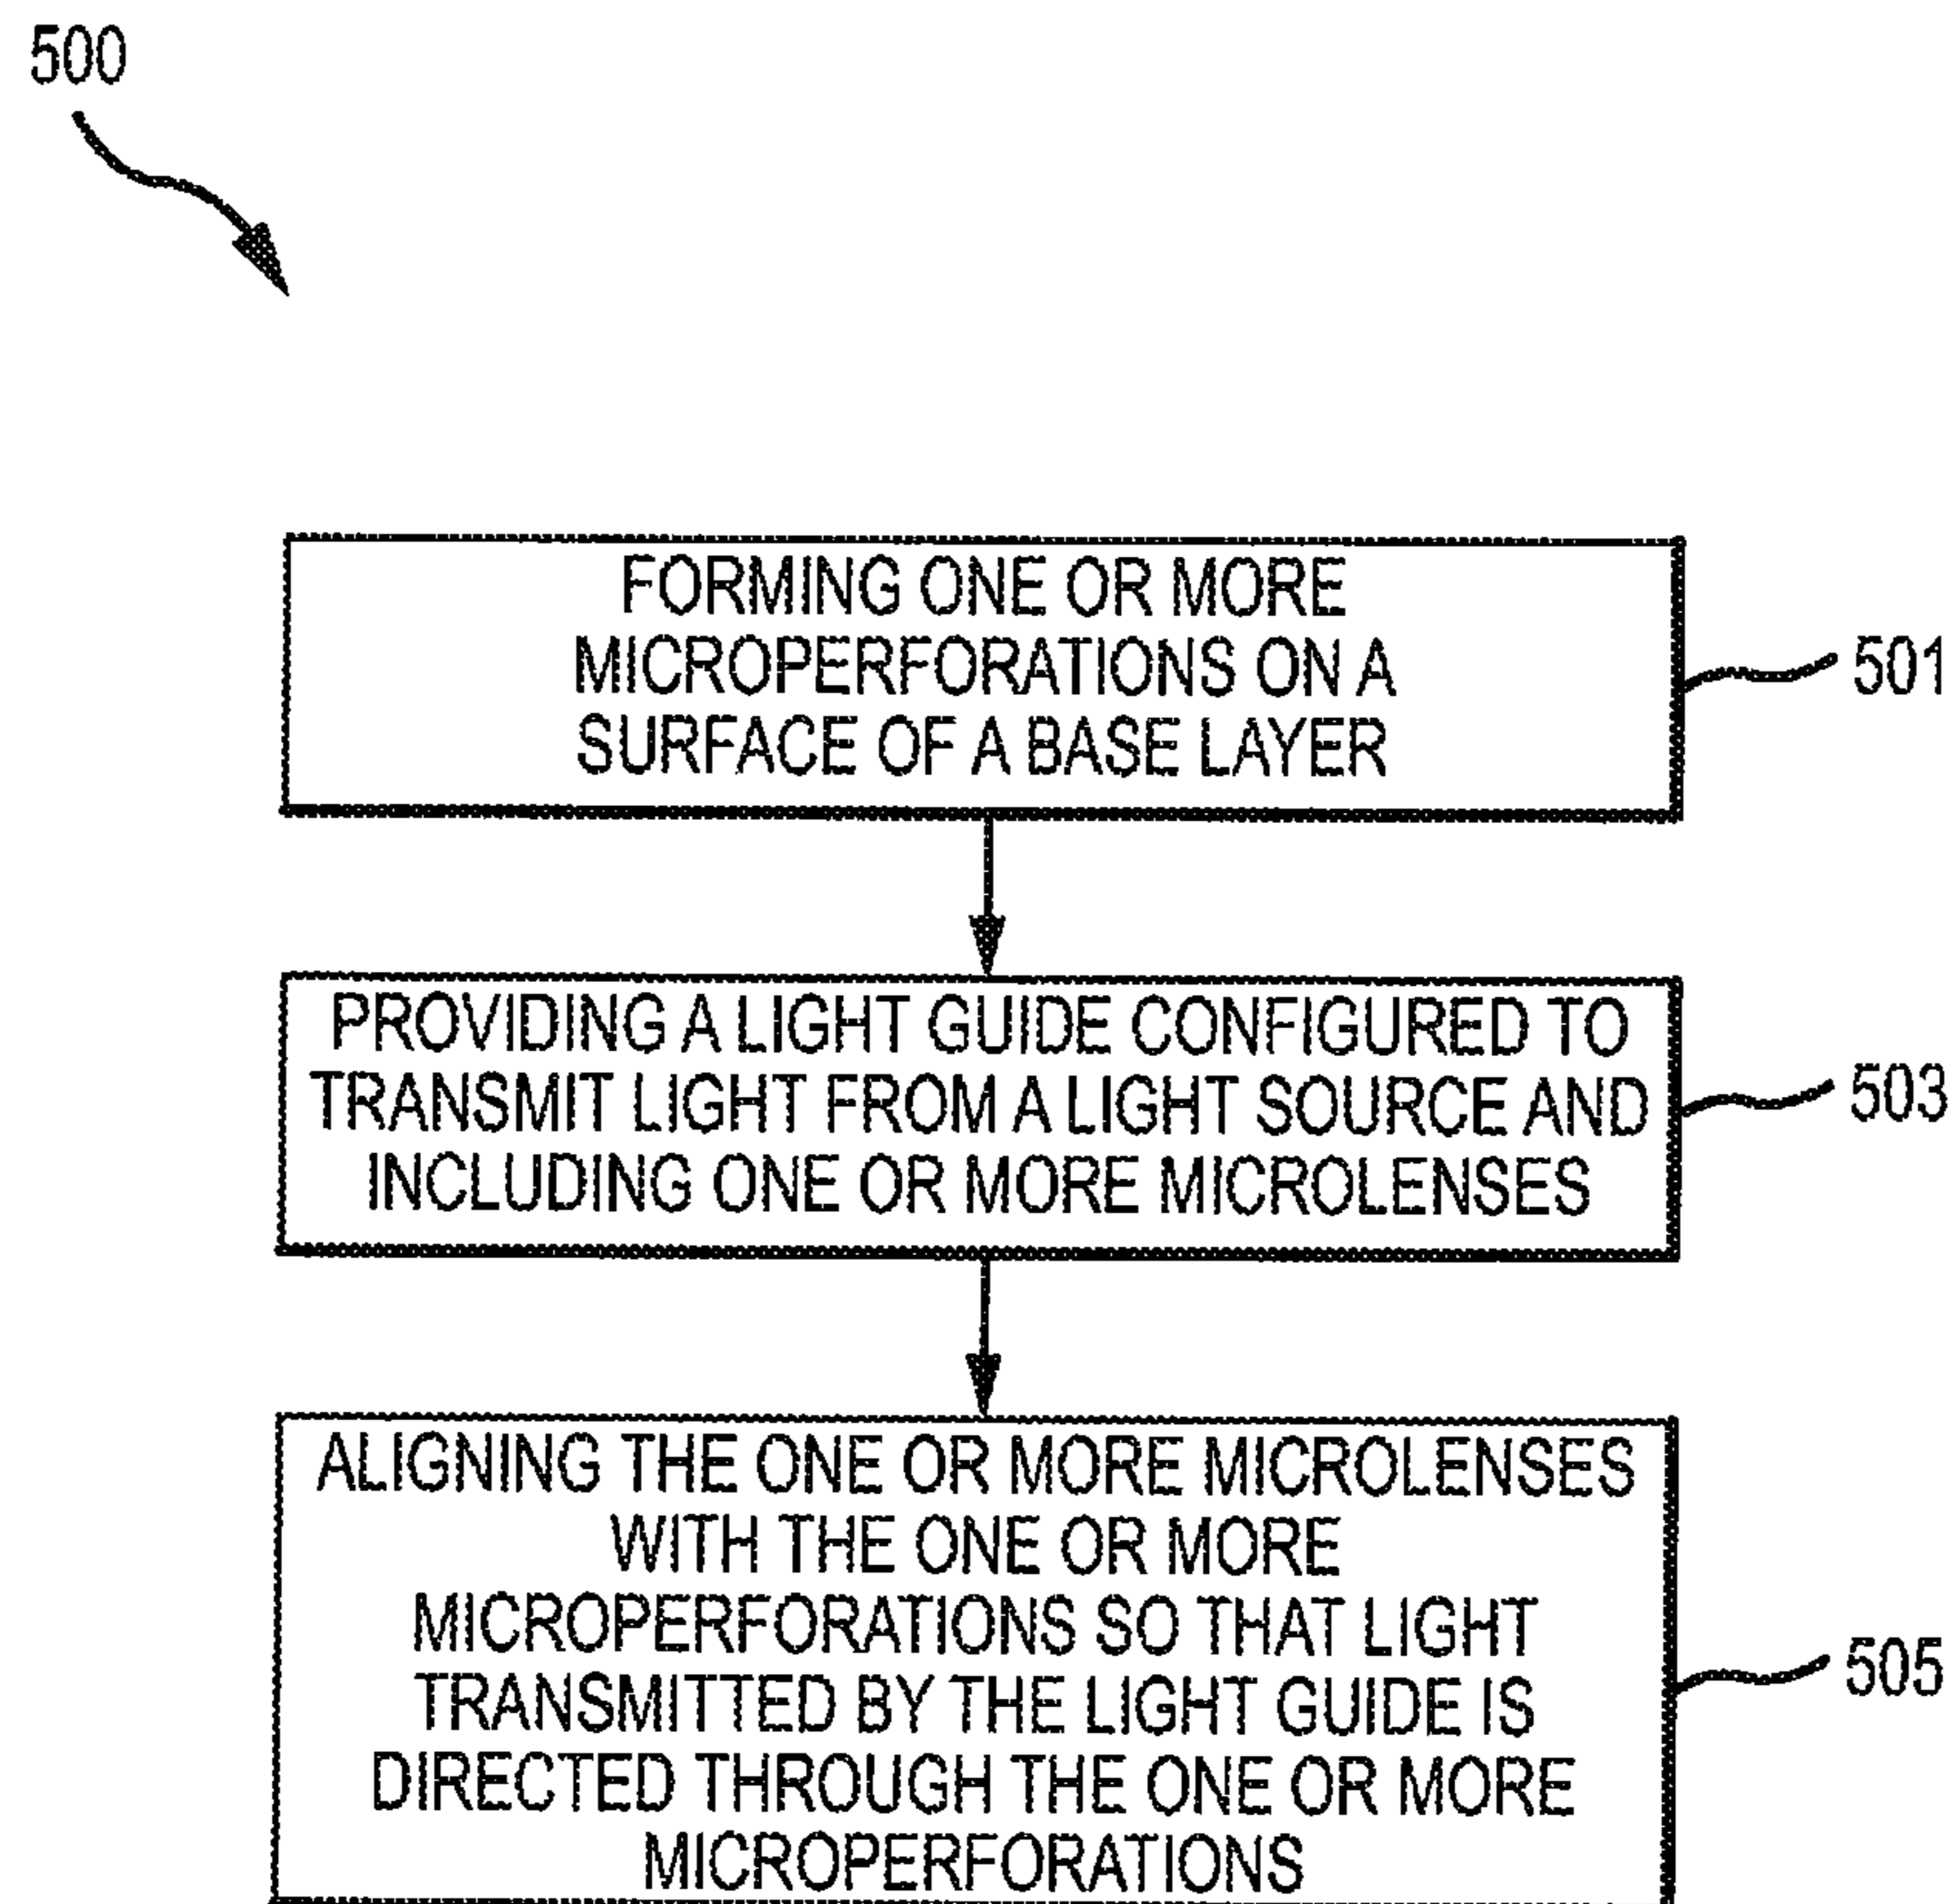 500
FORMING ONE OR MORE
MICROPERFORATIONS ON A
SURFACE OF A BASE LAYER
501
PROVIDING A LIGHT GUIDE CONFIGURED TO
TRANSMIT LIGHT FROM A LIGHT SOURCE AND
INCLUDING ONE OR MORE MICROLENSES
503
ALIGNING THE ONE OR MORE MICROLENSES
WITH THE ONE OR MORE
MICROPERFORATIONS SO THAT LIGHT
TRANSMITTED BY THE LIGHT GUIDE IS
DIRECTED THROUGH THE ONE OR MORE
MICROPERFORATIONS
505